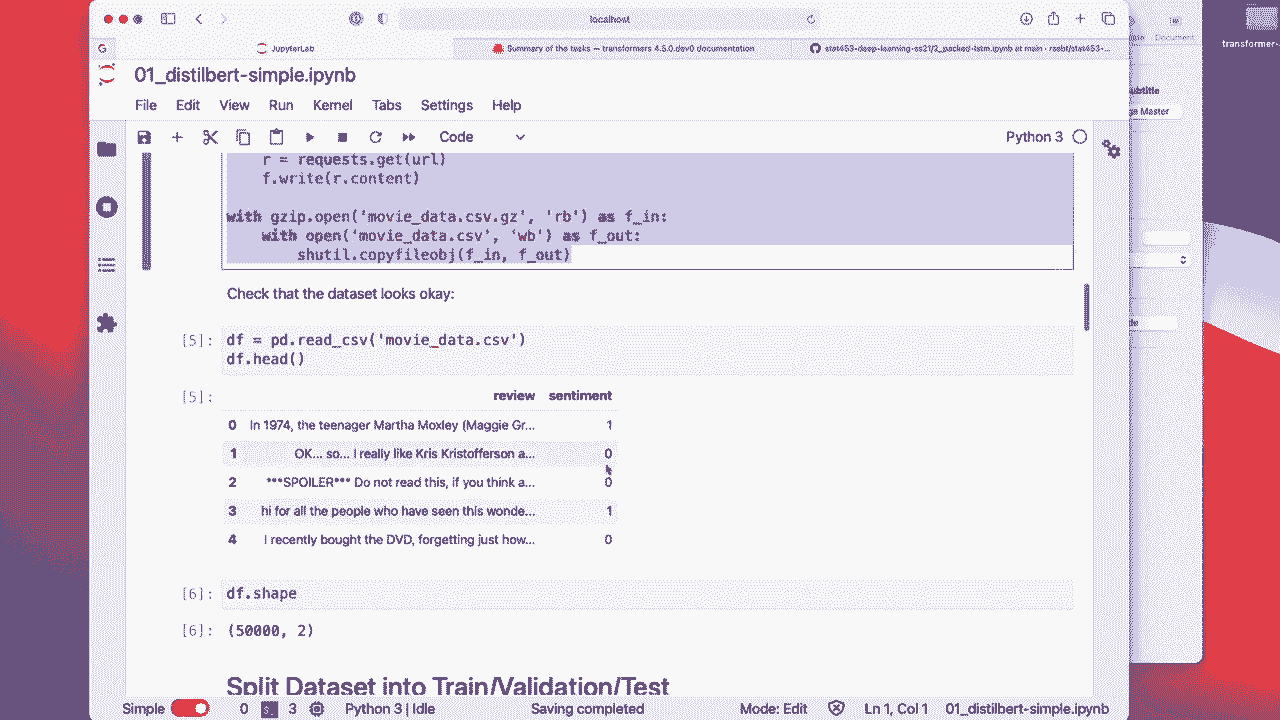 localhost
JupyterLab
Summary of the tasks — transformers 4.5.0.dev0 documentation
stat453-deep-learning-ss21/2_packed-lstm.ipynb at main · rasbt/stat453-...
Document
transformer-
01_distilbert-simple.ipynb
ubtitle
ge Master
File Edit View Run Kernel Tabs Settings Help
Code
Python 3
r = requests.get(url)
f.write(r.content)
with gzip.open('movie_data.csv.gz', 'rb') as f_in:
with open('movie_data.csv', 'wb') as f_out:
shutil.copyfileobj(f_in, f_out)
Check that the dataset looks okay:
[5]: df = pd.read_csv('movie_data.csv')
df.head()
[5]: review sentiment
0 In 1974, the teenager Martha Moxley (Maggie Gr... 1
1 OK... so... I really like Kris Kristofferson a... 0
2 ***SPOILER*** Do not read this, if you think a... 0
3 hi for all the people who have seen this wonde... 1
4 I recently bought the DVD, forgetting just how... 0
[6]: df.shape
[6]: (50000, 2)
Split Dataset into Train/Validation/Test
Simple 0 3 Python 3 | Idle Saving completed Mode: Edit Ln 1, Col 1 01_distilbert-simple.ipynb